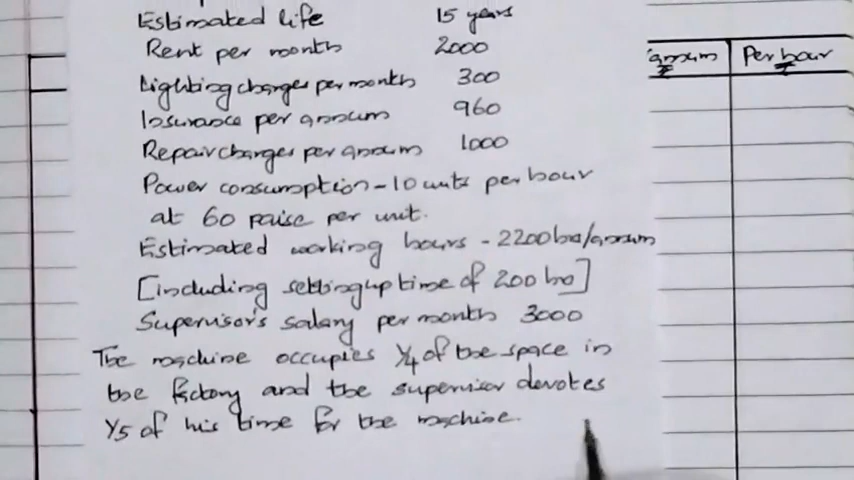 Estimated life 15 years
Rent per month 2000
Lighting charges per month 300
Insurance per annum 960
Repair charges per annum 1000
Power consumption - 10 units per hour
at 60 paise per unit.
Estimated working hours - 2200 hrs/annum
[including setting up time of 200 hrs]
Supervisor's salary per month 3000
The machine occupies 1/4 of the space in
the factory and the supervisor devotes
1/5 of his time for the machine.
annum Per hour